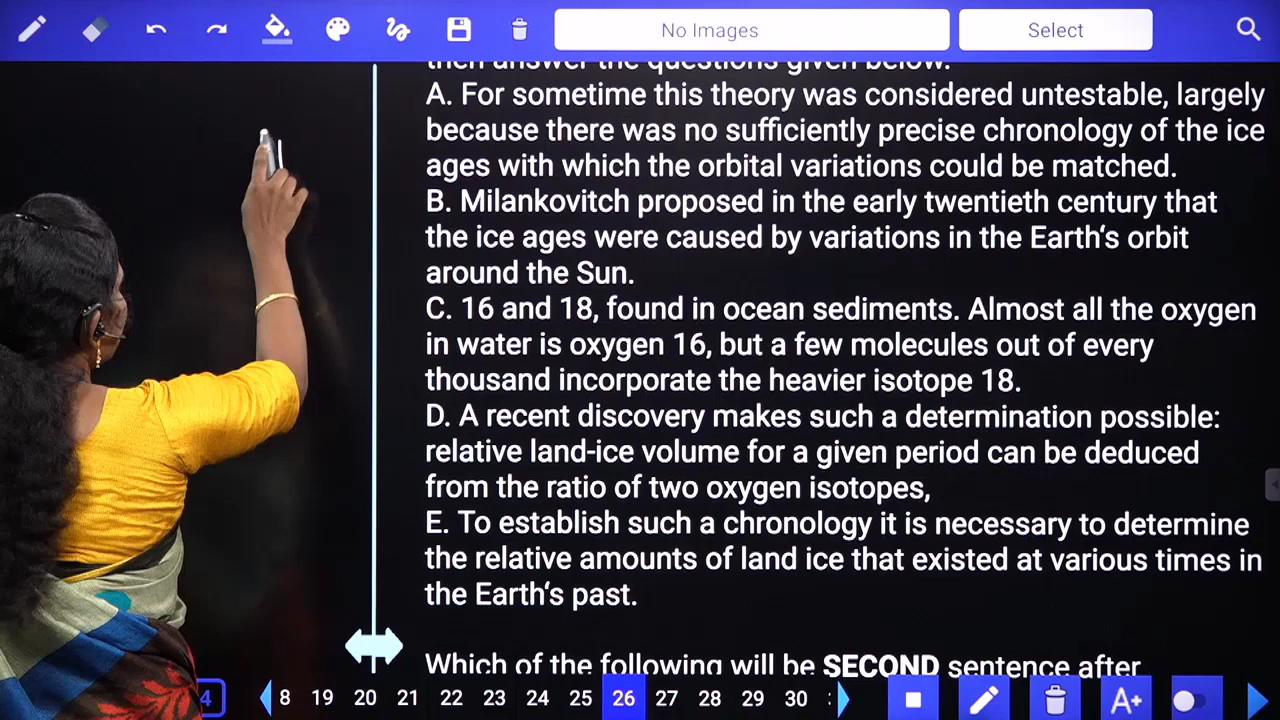 No Images
Select
then answer the questions given below.
A. For sometime this theory was considered untestable, largely
because there was no sufficiently precise chronology of the ice
ages with which the orbital variations could be matched.
B. Milankovitch proposed in the early twentieth century that
the ice ages were caused by variations in the Earth‘s orbit
around the Sun.
C. 16 and 18, found in ocean sediments. Almost all the oxygen
in water is oxygen 16, but a few molecules out of every
thousand incorporate the heavier isotope 18.
D. A recent discovery makes such a determination possible:
relative land-ice volume for a given period can be deduced
from the ratio of two oxygen isotopes,
E. To establish such a chronology it is necessary to determine
the relative amounts of land ice that existed at various times in
the Earth‘s past.
Which of the following will be SECOND sentence after
4 8 19 20 21 22 23 24 25 26 27 28 29 30 A+